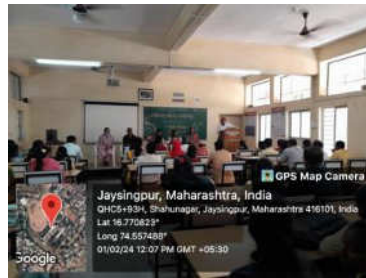 GPS Map Camera
Jaysingpur, Maharashtra, India
QHC5+93H, Shahunagar, Jaysingpur, Maharashtra 416101, India
Lat 16.770823°
Long 74.557488°
01/02/24 12:07 PM GMT +05:30
Google